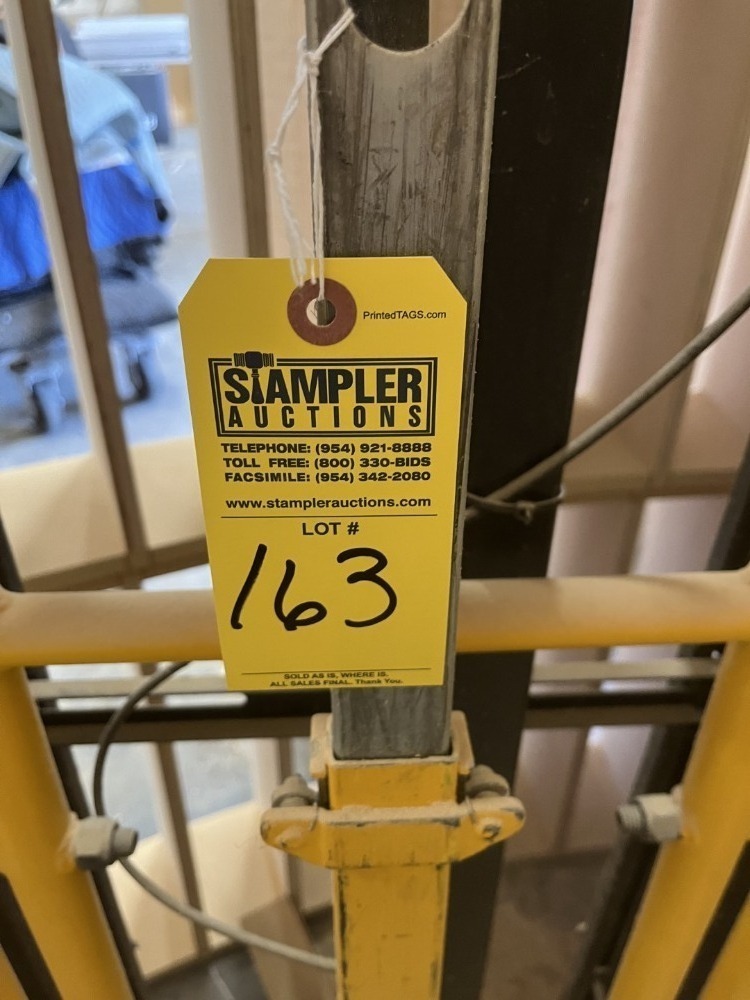 PrintedTAGS.com
STAMPLER
AUCTIONS
TELEPHONE: (954) 921-8888
TOLL FREE: (800) 330-BIDS
FACSIMILE: (954) 342-2080
www.stamplerauctions.com
LOT #
163
SOLD AS IS, WHERE IS.
ALL SALES FINAL. Thank You.